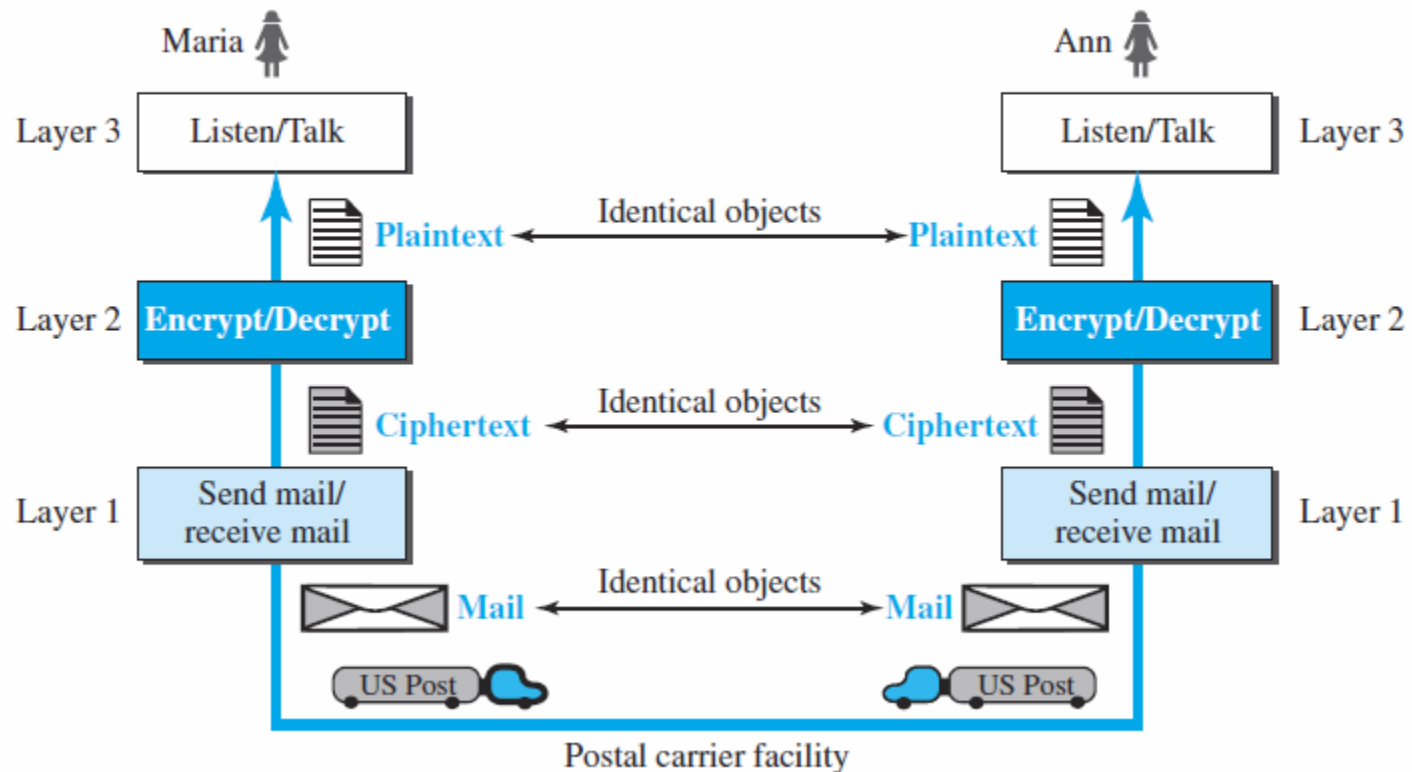 Maria
Ann
Layer 3
Listen/Talk
Listen/Talk
Layer 3
Plaintext
Identical objects
Plaintext
Layer 2
Encrypt/Decrypt
Encrypt/Decrypt
Layer 2
Ciphertext
Identical objects
Ciphertext
Layer 1
Send mail/
receive mail
Send mail/
receive mail
Layer 1
Mail
Identical objects
Mail
US Post
US Post
Postal carrier facility